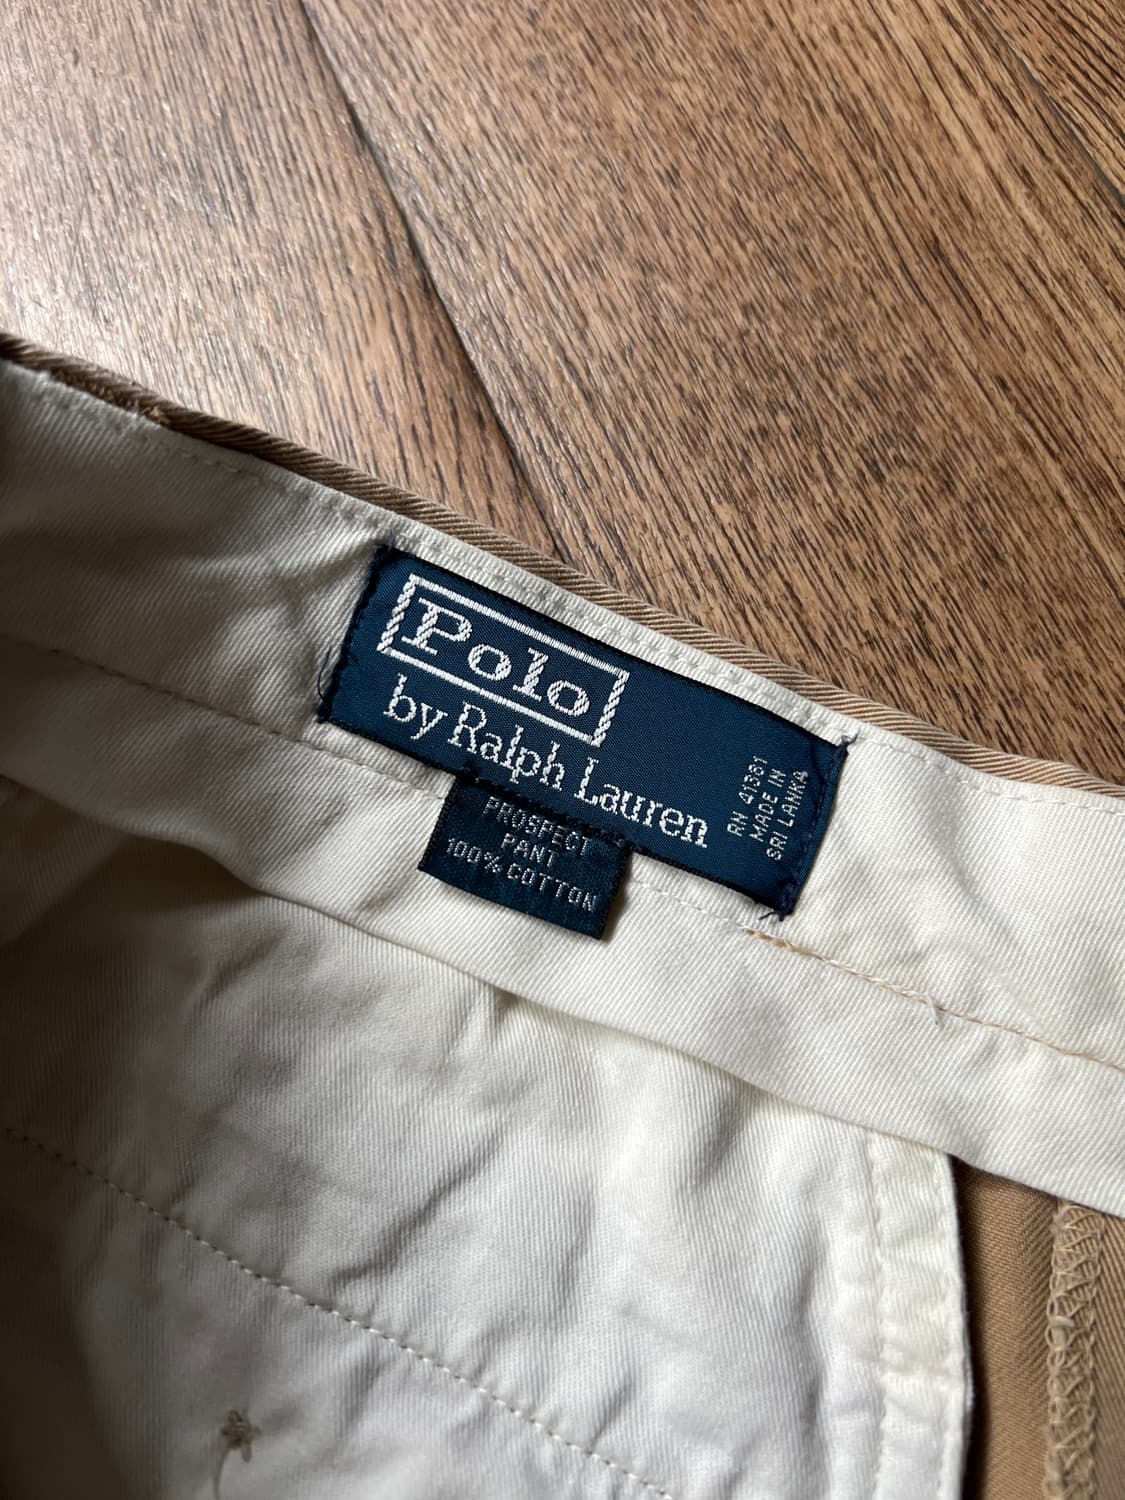 Polo
by Ralph Lauren
RN 41381
MADE IN
SRI LANKA
PROSPECT
PANT
100% COTTON